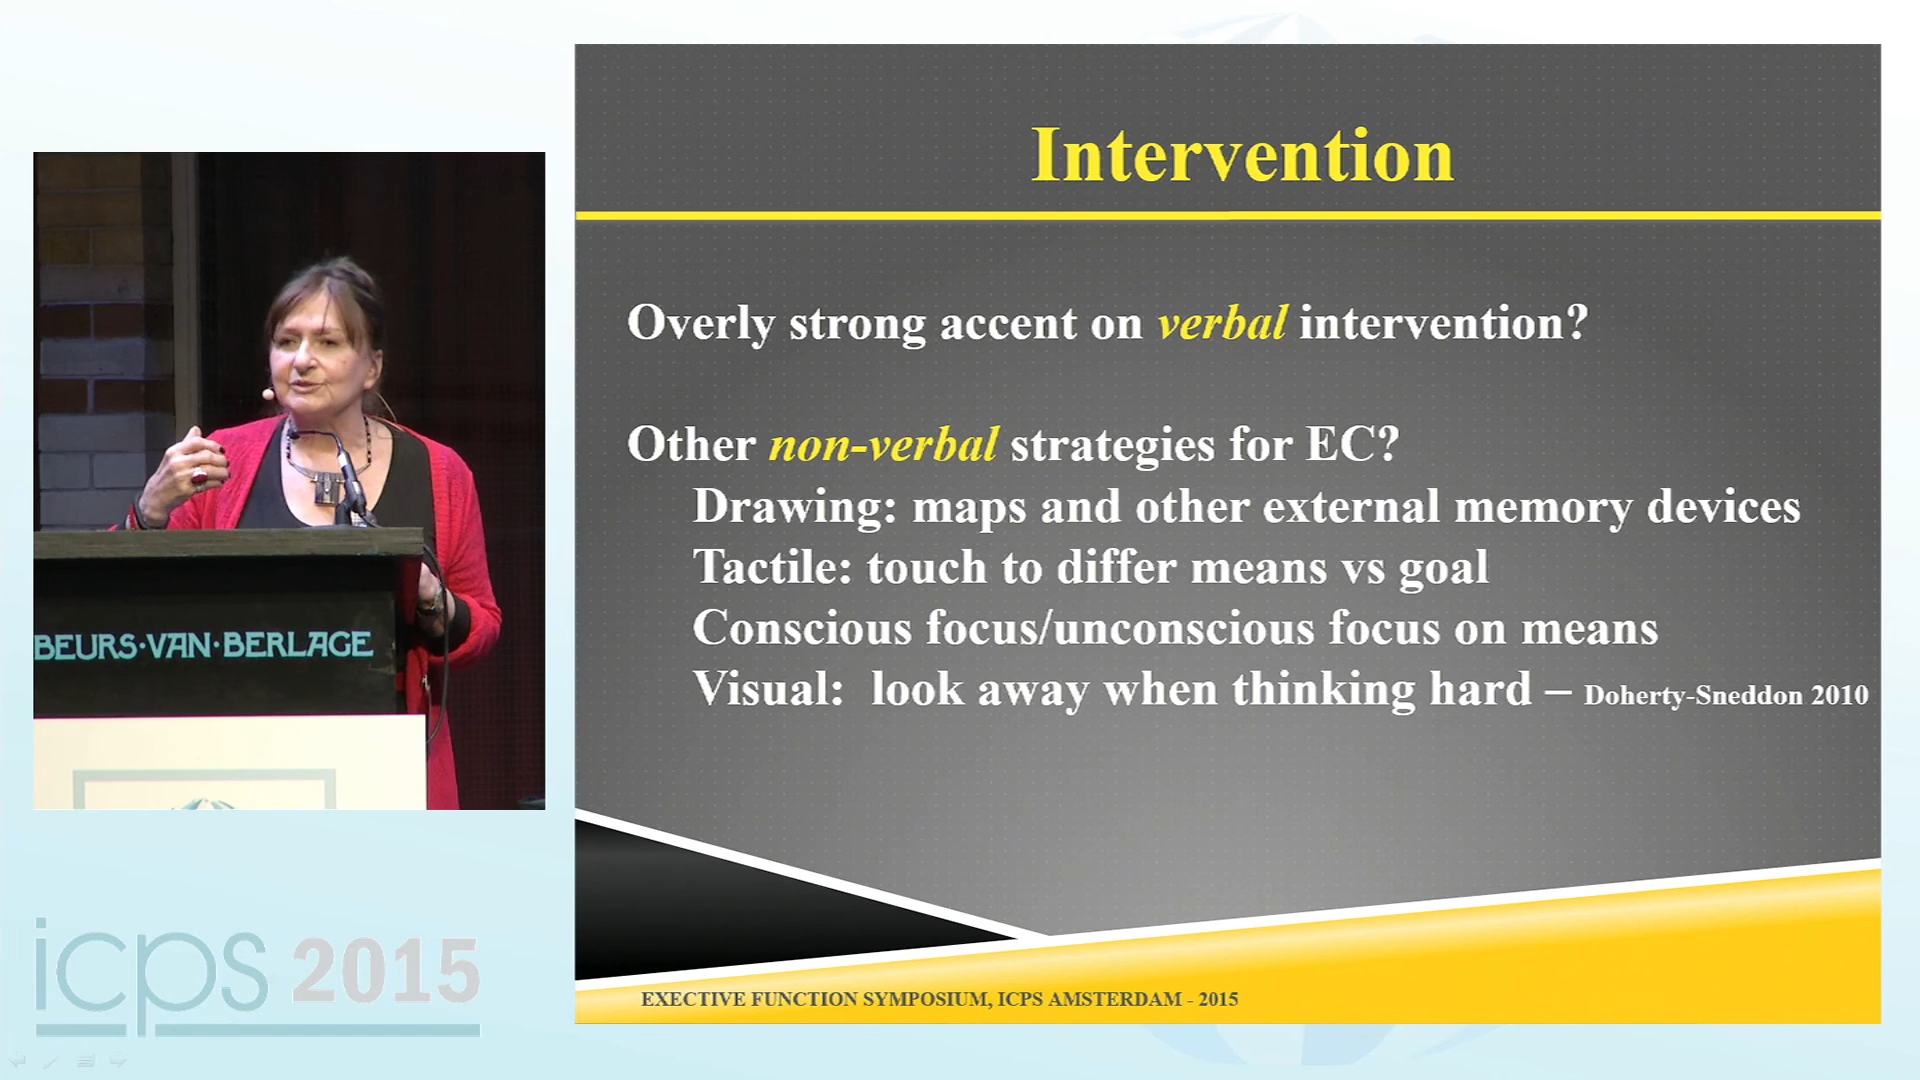 Intervention
Overly strong accent on verbal intervention?
Other non-verbal strategies for EC?
Drawing: maps and other external memory devices
Tactile: touch to differ means vs goal
Conscious focus/unconscious focus on means
Visual: look away when thinking hard – Doherty-Sneddon 2010
EXECTIVE FUNCTION SYMPOSIUM, ICPS AMSTERDAM - 2015
BEURS·VAN·BERLAGE
icps 2015